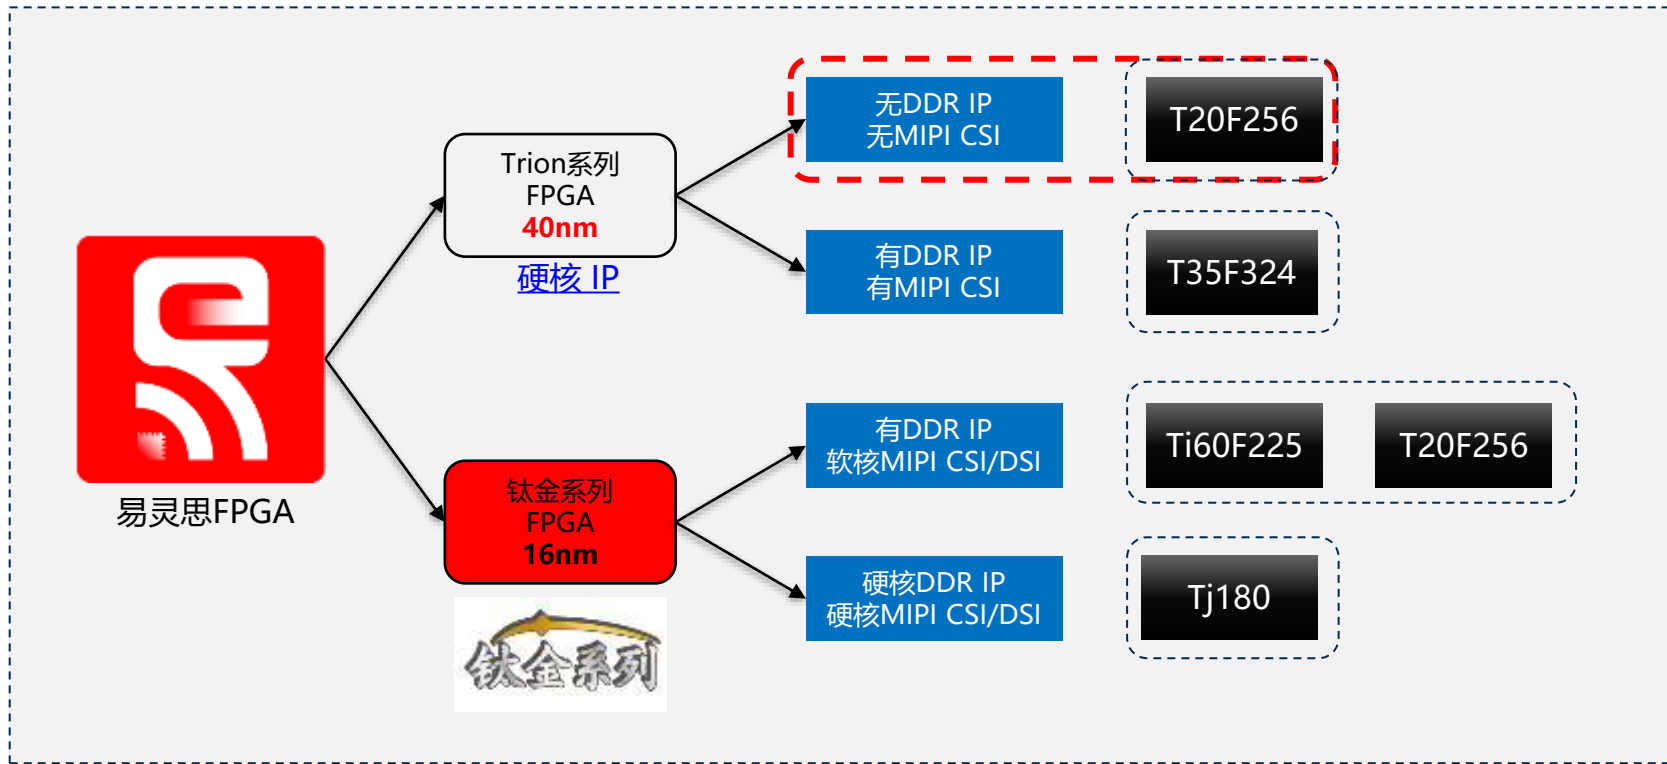 易灵思FPGA
Trion系列
FPGA
40nm
硬核 IP
无DDR IP
无MIPI CSI
T20F256
有DDR IP
有MIPI CSI
T35F324
钛金系列
FPGA
16nm
钛金系列
有DDR IP
软核MIPI CSI/DSI
Ti60F225
T20F256
硬核DDR IP
硬核MIPI CSI/DSI
Tj180